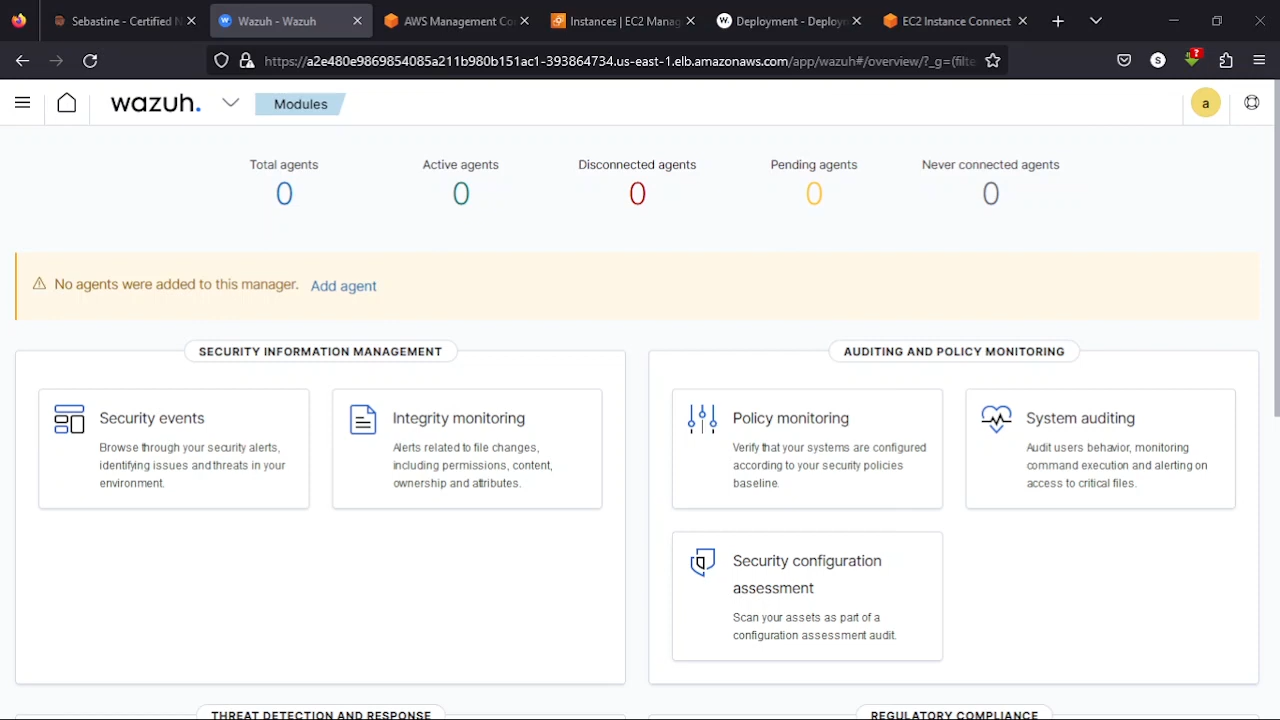 Sebastine - Certified N
Wazuh - Wazuh
AWS Management Co
Instances | EC2 Manag
Deployment - Deploym
EC2 Instance Connect
https://a2e480e9869854085a211b980b151ac1-393864734.us-east-1.elb.amazonaws.com/app/wazuh#/overview/?_g=(filte
S
?
wazuh.
Modules
a
Total agents
Active agents
Disconnected agents
Pending agents
Never connected agents
0
0
0
0
0
No agents were added to this manager. Add agent
SECURITY INFORMATION MANAGEMENT
Security events
Browse through your security alerts,
identifying issues and threats in your
environment.
Integrity monitoring
Alerts related to file changes,
including permissions, content,
ownership and attributes.
AUDITING AND POLICY MONITORING
Policy monitoring
Verify that your systems are configured
according to your security policies
baseline.
System auditing
Audit users behavior, monitoring
command execution and alerting on
access to critical files.
Security configuration
assessment
Scan your assets as part of a
configuration assessment audit.
THREAT DETECTION AND RESPONSE
REGULATORY COMPLIANCE